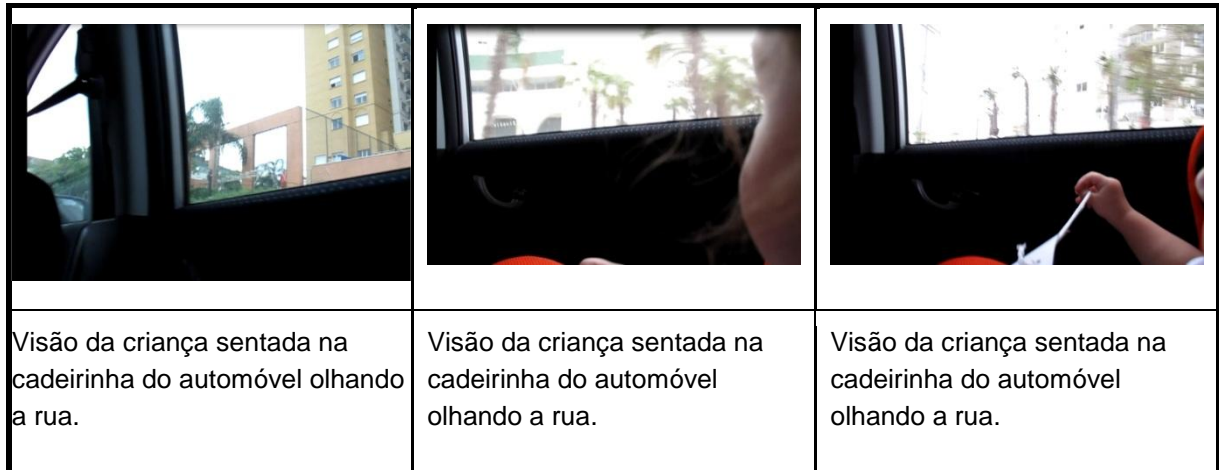 Visão da criança sentada na
cadeirinha do automóvel olhando
a rua.
Visão da criança sentada na
cadeirinha do automóvel
olhando a rua.
Visão da criança sentada na
cadeirinha do automóvel
olhando a rua.